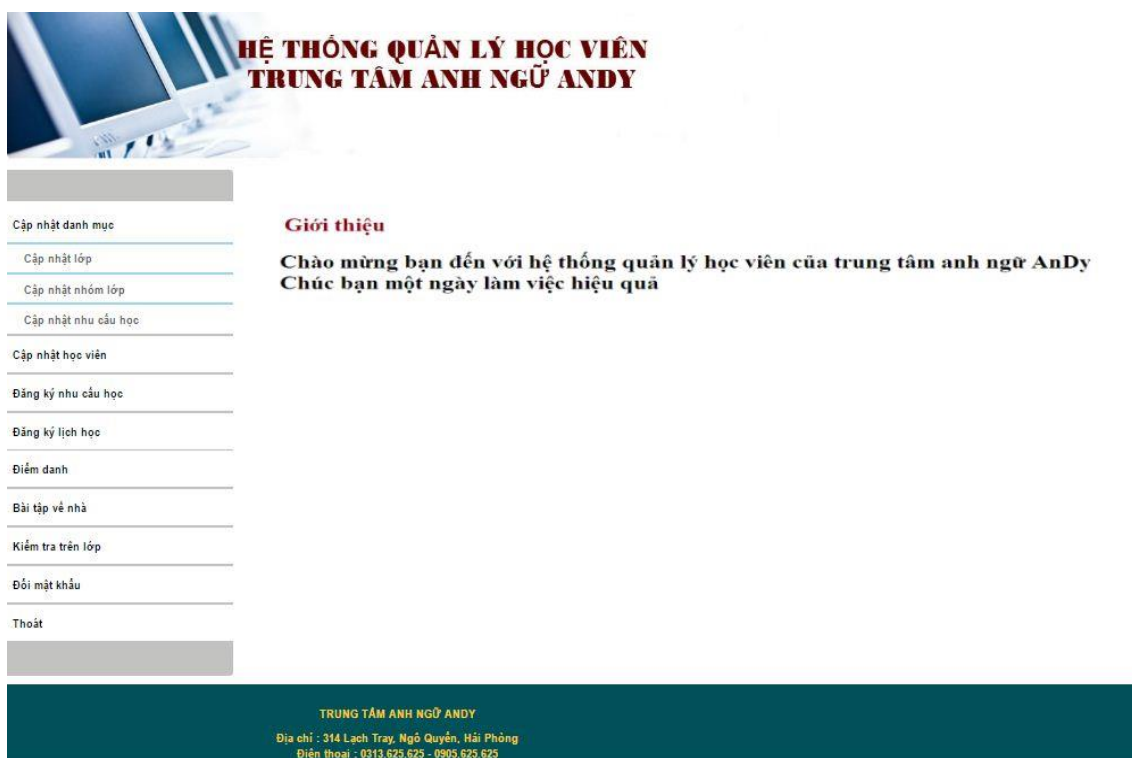 HỆ THỐNG QUẢN LÝ HỌC VIÊN
TRUNG TÂM ANH NGỮ ANDY
Cập nhật danh mục
Cập nhật lớp
Cập nhật nhóm lớp
Cập nhật nhu cầu học
Cập nhật học viên
Đăng ký nhu cầu học
Đăng ký lịch học
Điểm danh
Bài tập về nhà
Kiểm tra trên lớp
Đổi mật khẩu
Thoát
Giới thiệu
Chào mừng bạn đến với hệ thống quản lý học viên của trung tâm anh ngữ AnDy
Chúc bạn một ngày làm việc hiệu quả
TRUNG TÂM ANH NGỮ ANDY
Địa chỉ : 314 Lạch Tray, Ngô Quyền, Hải Phòng
Điện thoại : 0313.625.625 - 0905.625.625